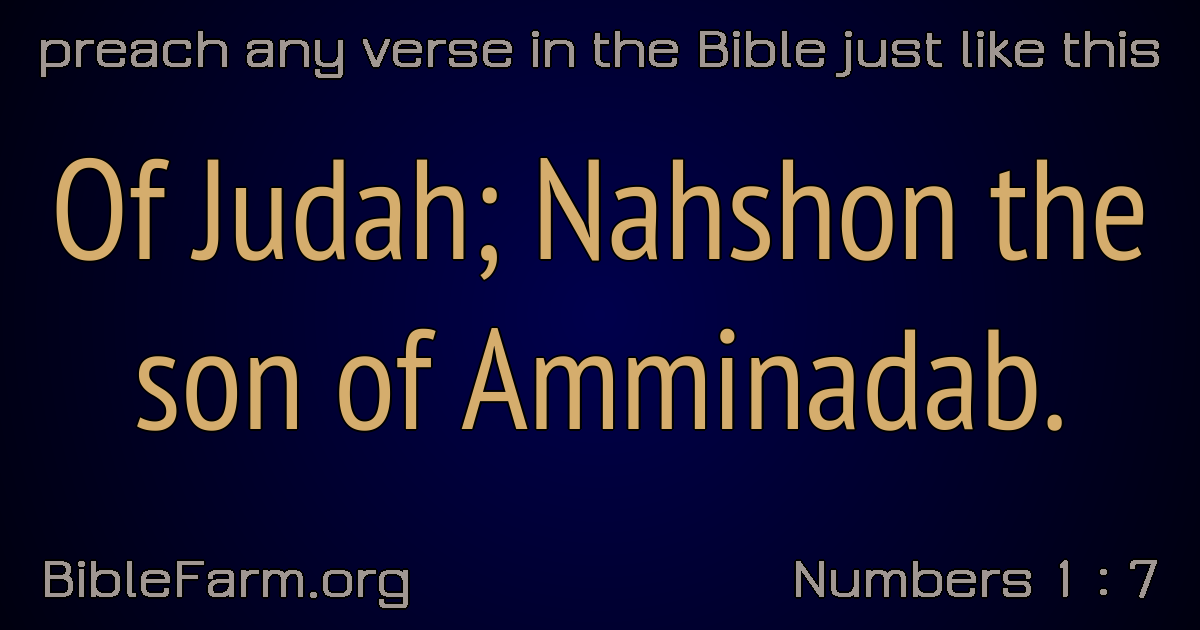 preach any verse in the Bible just like this
Of Judah; Nahshon the
son of Amminadab.
BibleFarm.org
Numbers 1 : 7